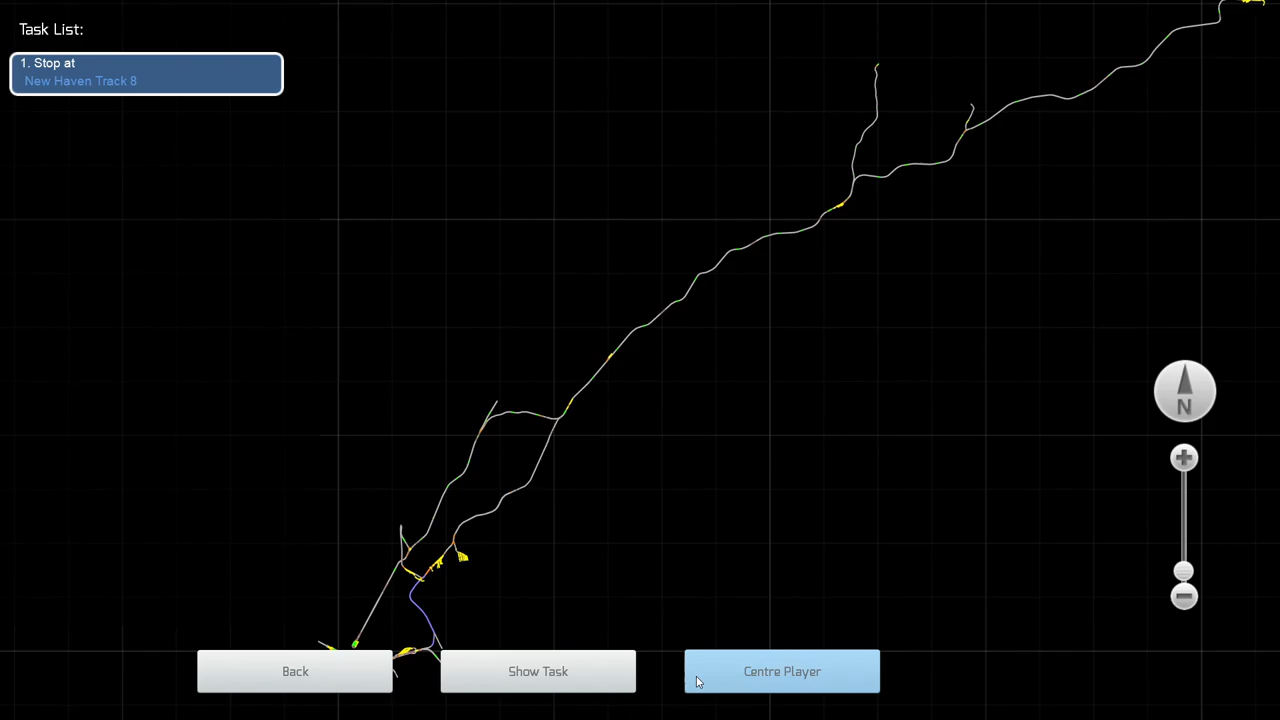 Task List:
1. Stop at
New Haven Track 8
N
Back
Show Task
Centre Player